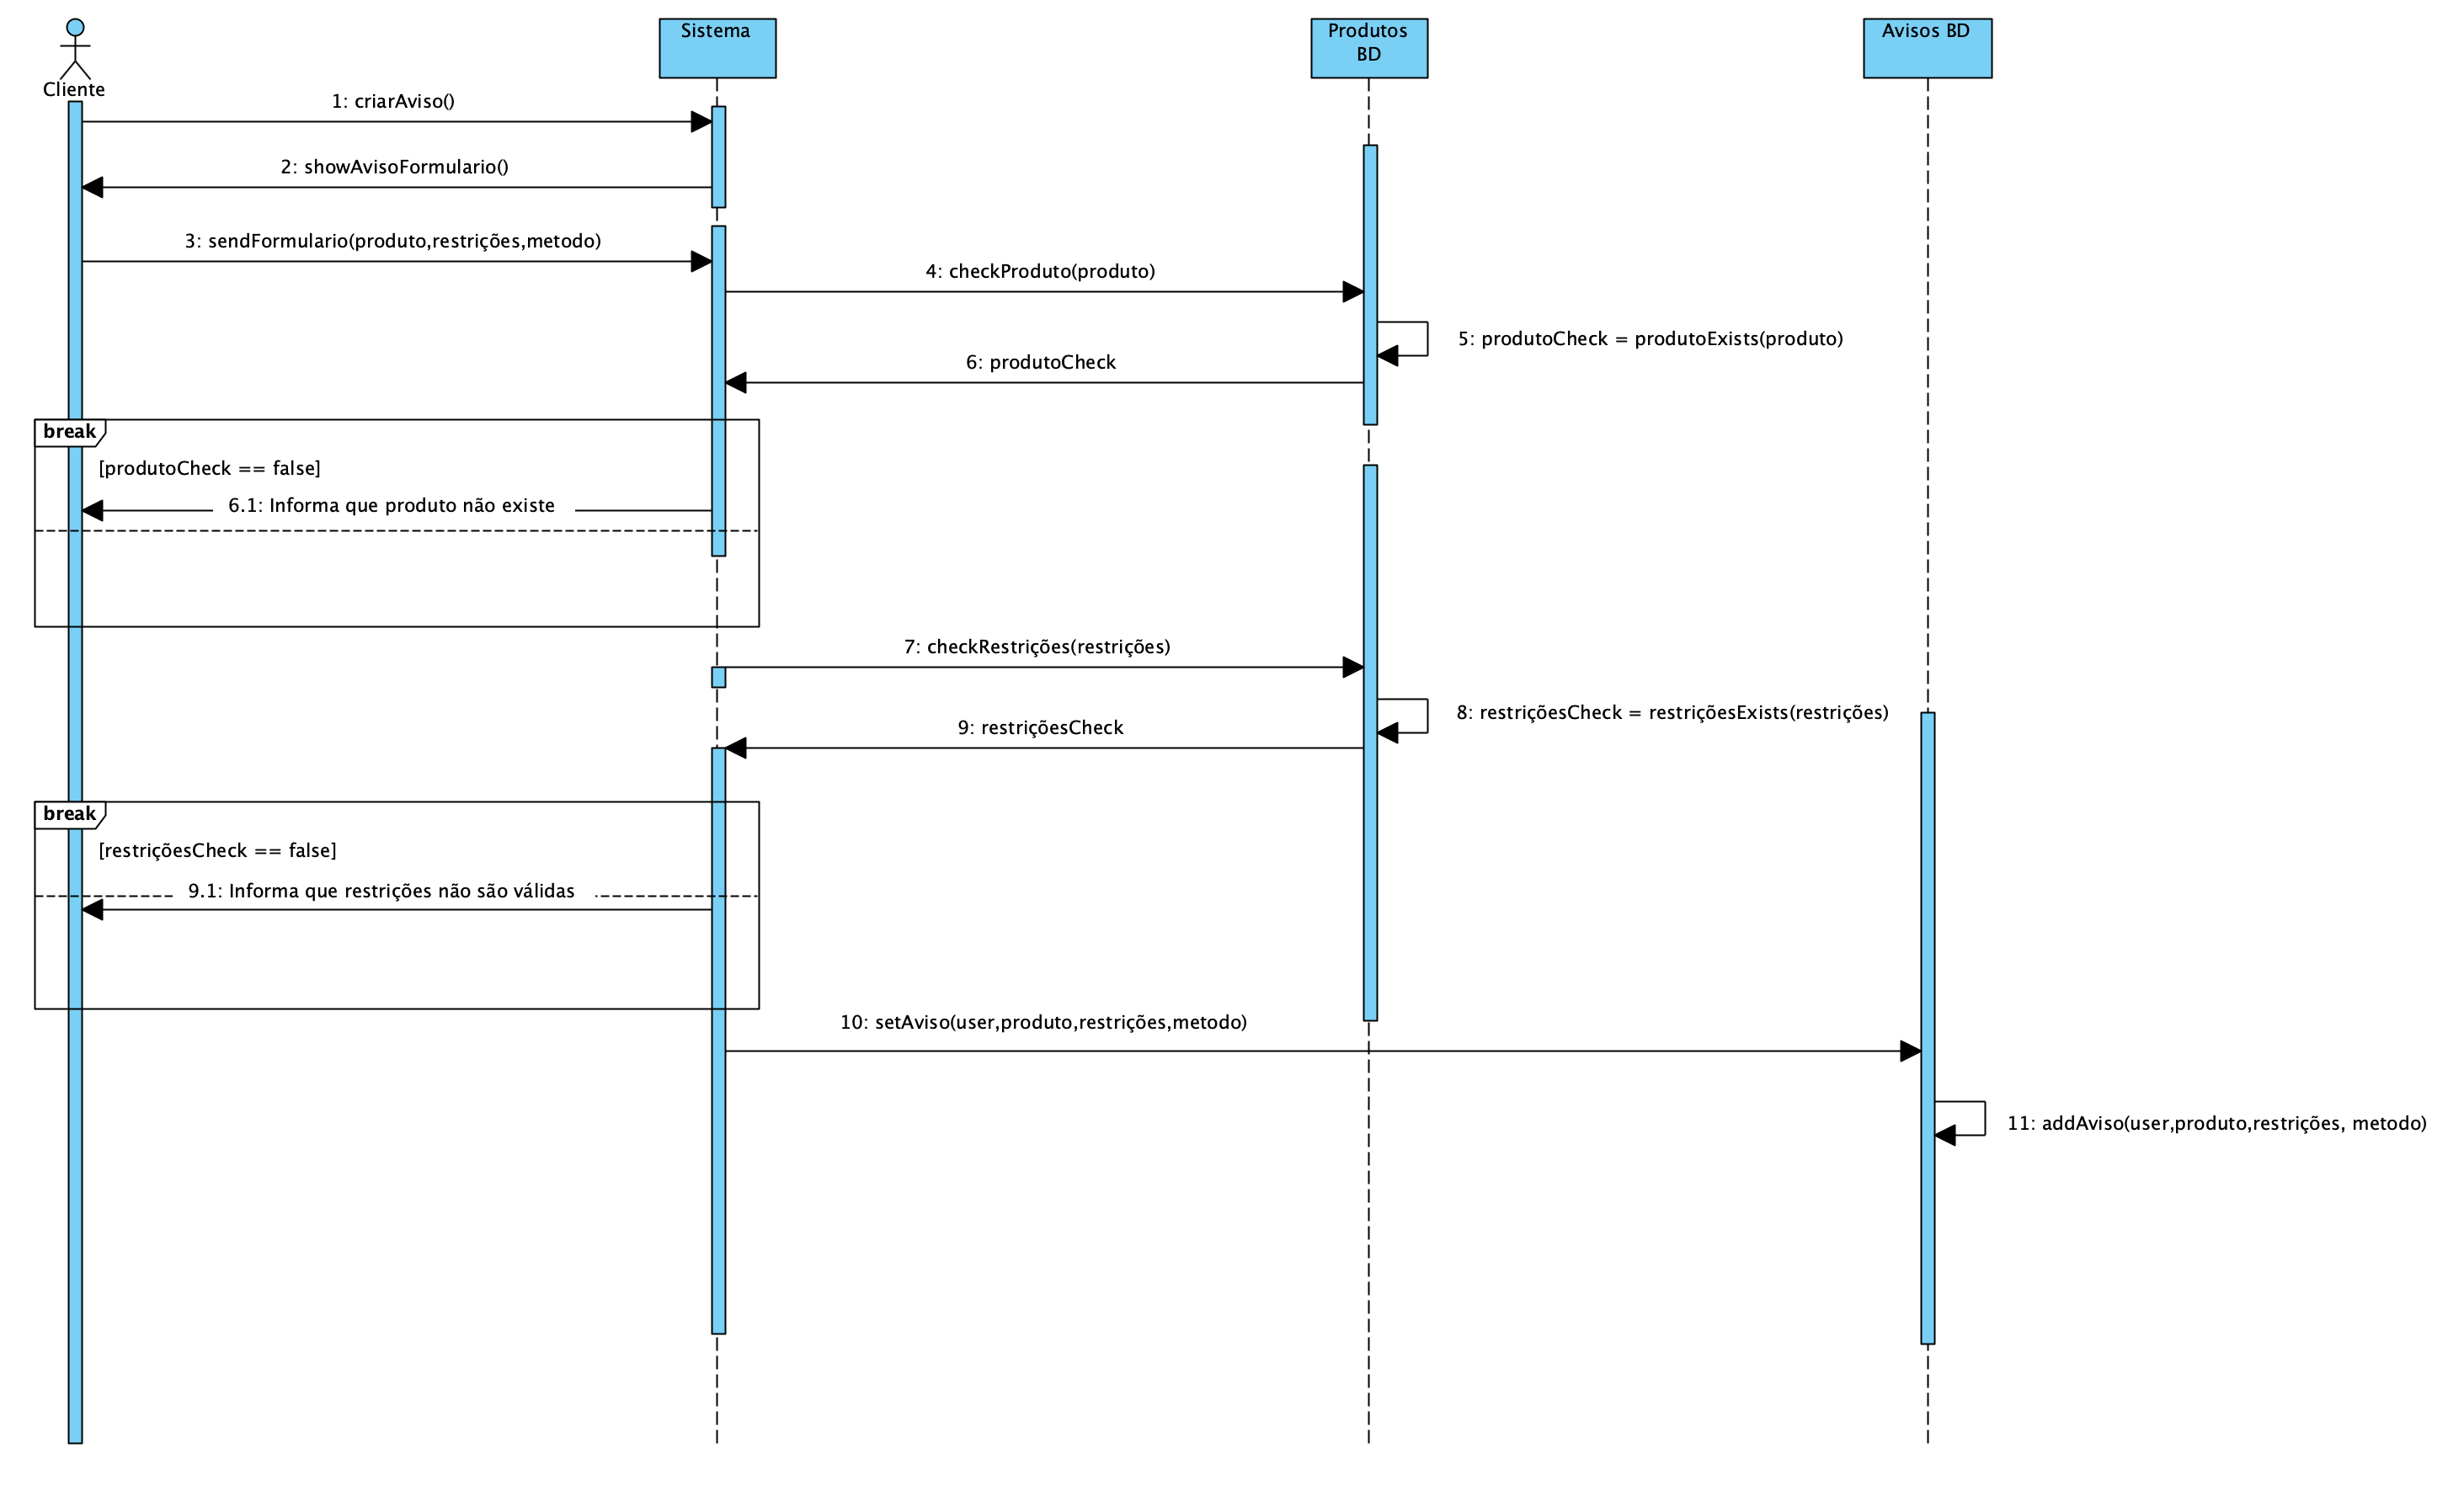 Cliente
Sistema
Produtos
BD
Avisos BD
1: criarAviso()
2: showAvisoFormulario()
3: sendFormulario(produto,restrições,metodo)
4: checkProduto(produto)
5: produtoCheck = produtoExists(produto)
6: produtoCheck
break
[produtoCheck == false]
6.1: Informa que produto não existe
7: checkRestrições(restrições)
8: restriçõesCheck = restriçõesExists(restrições)
9: restriçõesCheck
break
[restriçõesCheck == false]
9.1: Informa que restrições não são válidas
10: setAviso(user,produto,restrições,metodo)
11: addAviso(user,produto,restrições, metodo)